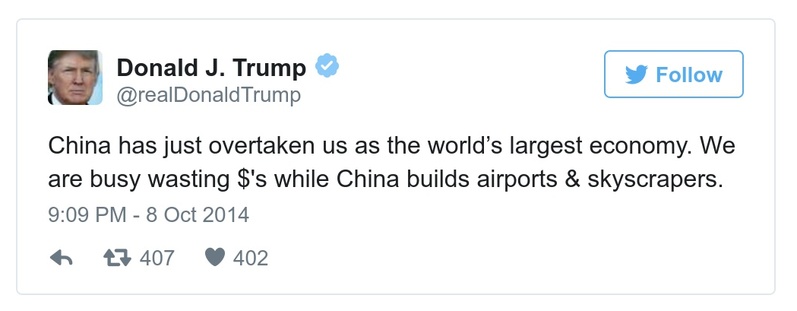 Donald J. Trump
Follow
@realDonaldTrump
China has just overtaken us as the world’s largest economy. We
are busy wasting $'s while China builds airports & skyscrapers.
9:09 PM - 8 Oct 2014
407 402